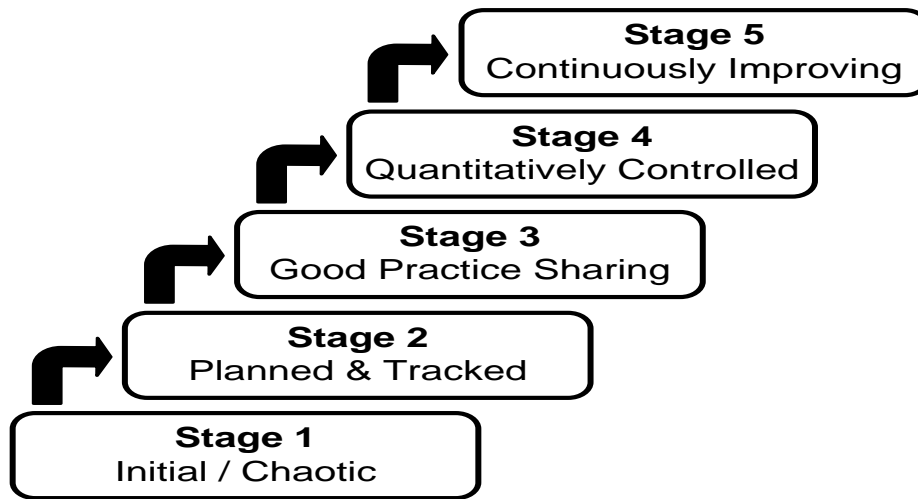 Stage 5
Continuously Improving
Stage 4
Quantitatively Controlled
Stage 3
Good Practice Sharing
Stage 2
Planned & Tracked
Stage 1
Initial / Chaotic